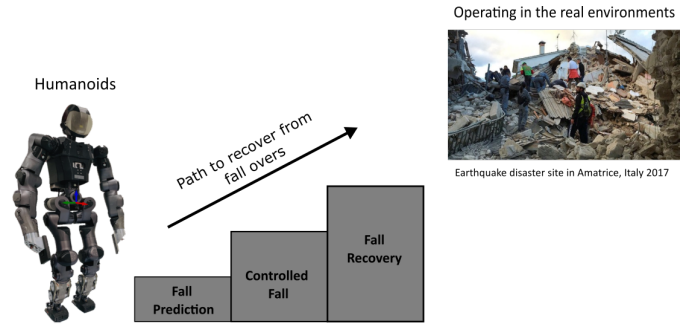 Operating in the real environments
Earthquake disaster site in Amatrice, Italy 2017
Humanoids
Path to recover from
fall overs
Fall
Prediction
Controlled
Fall
Fall
Recovery